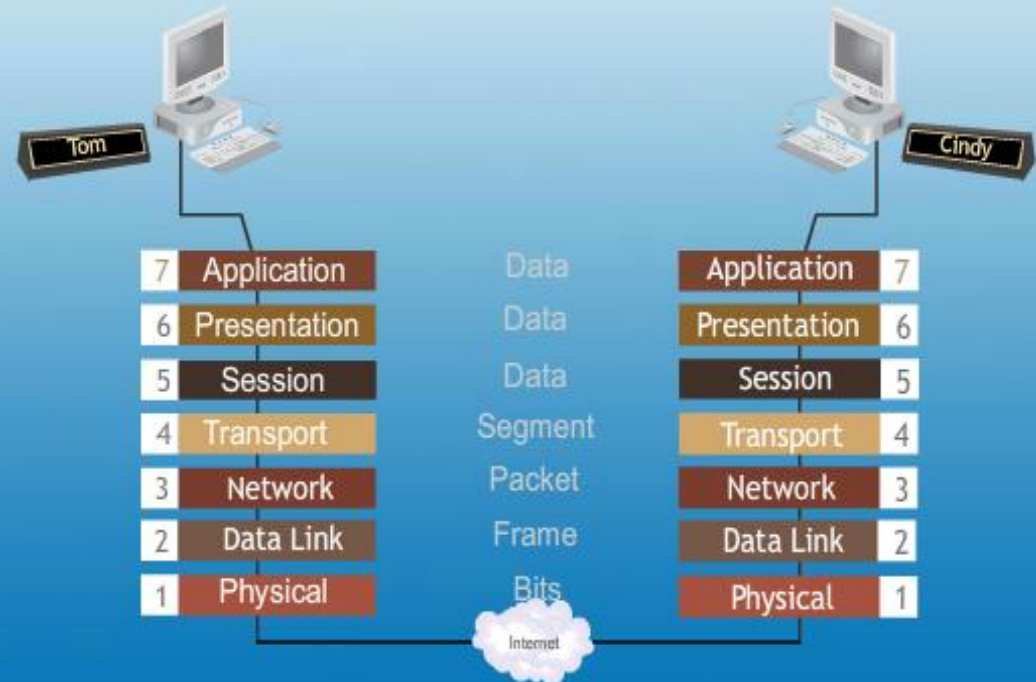 Tom
Cindy
7 Application Data Application 7
6 Presentation Data Presentation 6
5 Session Data Session 5
4 Transport Segment Transport 4
3 Network Packet Network 3
2 Data Link Frame Data Link 2
1 Physical Bits Physical 1
Internet